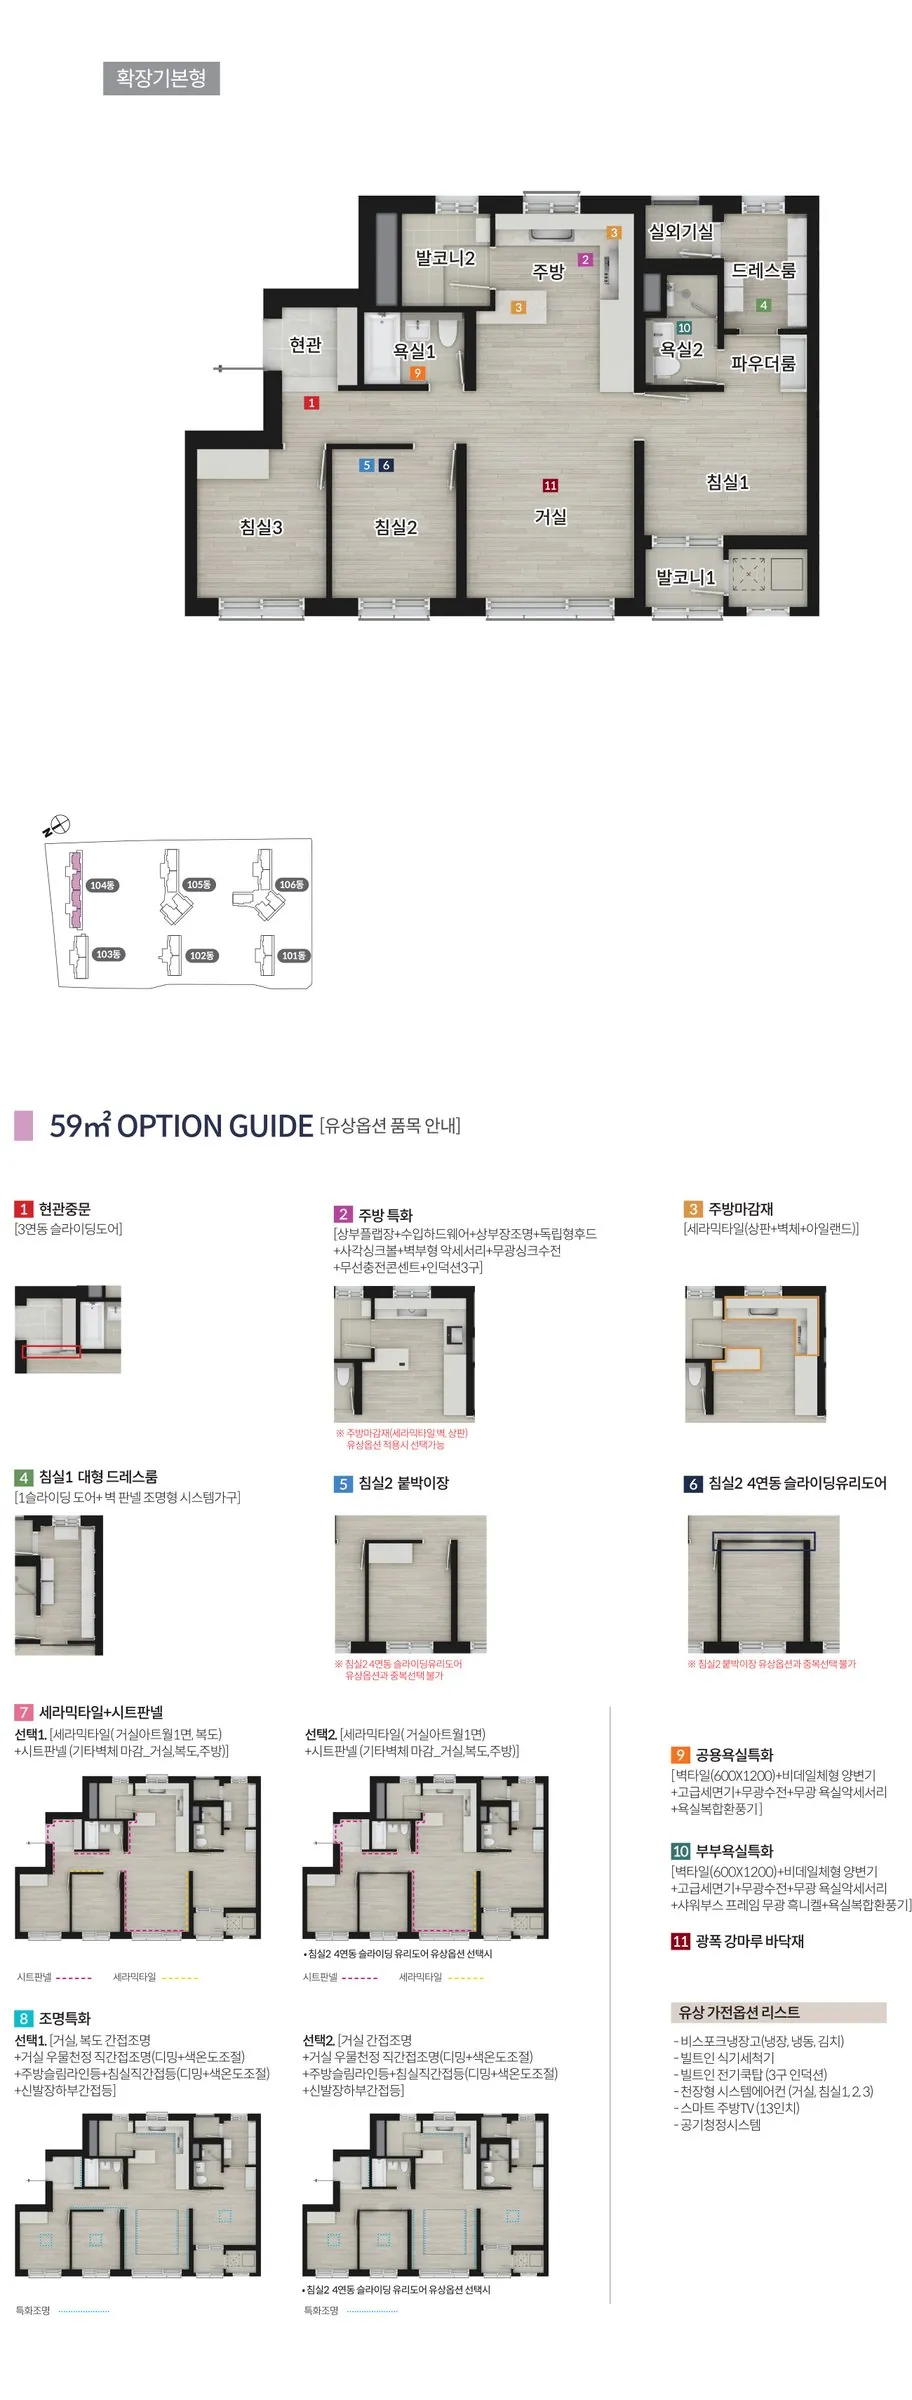 확장기본형
발코니2
주방
3
2
3
실외기실
드레스룸
4
현관
욕실1
9
10
욕실2
파우더룸
1
5 6
11
침실3
침실2
거실
침실1
발코니1
N
104동
105동
106동
103동
102동
101동
59㎡ OPTION GUIDE [유상옵션 품목 안내]
1 현관중문
[3연동 슬라이딩도어]
2 주방 특화
[상부플랩장+수입하드웨어+상부장조명+독립형후드
+사각싱크볼+벽부형 악세서리+무광싱크수전
+무선충전콘센트+인덕션3구]
※ 주방마감재(세라믹타일 벽, 상판)
유상옵션 적용시 선택가능
3 주방마감재
[세라믹타일(상판+벽체+아일랜드)]
4 침실1 대형 드레스룸
[1슬라이딩 도어+ 벽 판넬 조명형 시스템가구]
5 침실2 붙박이장
※ 침실2 4연동 슬라이딩유리도어
유상옵션과 중복선택 불가
6 침실2 4연동 슬라이딩유리도어
※ 침실2 붙박이장 유상옵션과 중복선택 불가
7 세라믹타일+시트판넬
선택1. [세라믹타일( 거실아트월1면, 복도)
+시트판넬 (기타벽체 마감_거실,복도,주방)]
시트판넬
세라믹타일
선택2. [세라믹타일( 거실아트월1면)
+시트판넬 (기타벽체 마감_거실,복도,주방)]
• 침실2 4연동 슬라이딩 유리도어 유상옵션 선택시
시트판넬
세라믹타일
8 조명특화
선택1. [거실, 복도 간접조명
+거실 우물천정 직간접조명(디밍+색온도조절)
+주방슬림라인등+침실직간접등(디밍+색온도조절)
+신발장하부간접등]
특화조명
선택2. [거실 간접조명
+거실 우물천정 직간접조명(디밍+색온도조절)
+주방슬림라인등+침실직간접등(디밍+색온도조절)
+신발장하부간접등]
• 침실2 4연동 슬라이딩 유리도어 유상옵션 선택시
특화조명
9 공용욕실특화
[벽타일(600X1200)+비데일체형 양변기
+고급세면기+무광수전+무광 욕실악세서리
+욕실복합환풍기]
10 부부욕실특화
[벽타일(600X1200)+비데일체형 양변기
+고급세면기+무광수전+무광 욕실악세서리
+샤워부스 프레임 무광 흑니켈+욕실복합환풍기]
11 광폭 강마루 바닥재
유상 가전옵션 리스트
- 비스포크냉장고(냉장, 냉동, 김치)
- 빌트인 식기세척기
- 빌트인 전기쿡탑 (3구 인덕션)
- 천장형 시스템에어컨 (거실, 침실1, 2, 3)
- 스마트 주방TV (13인치)
- 공기청정시스템